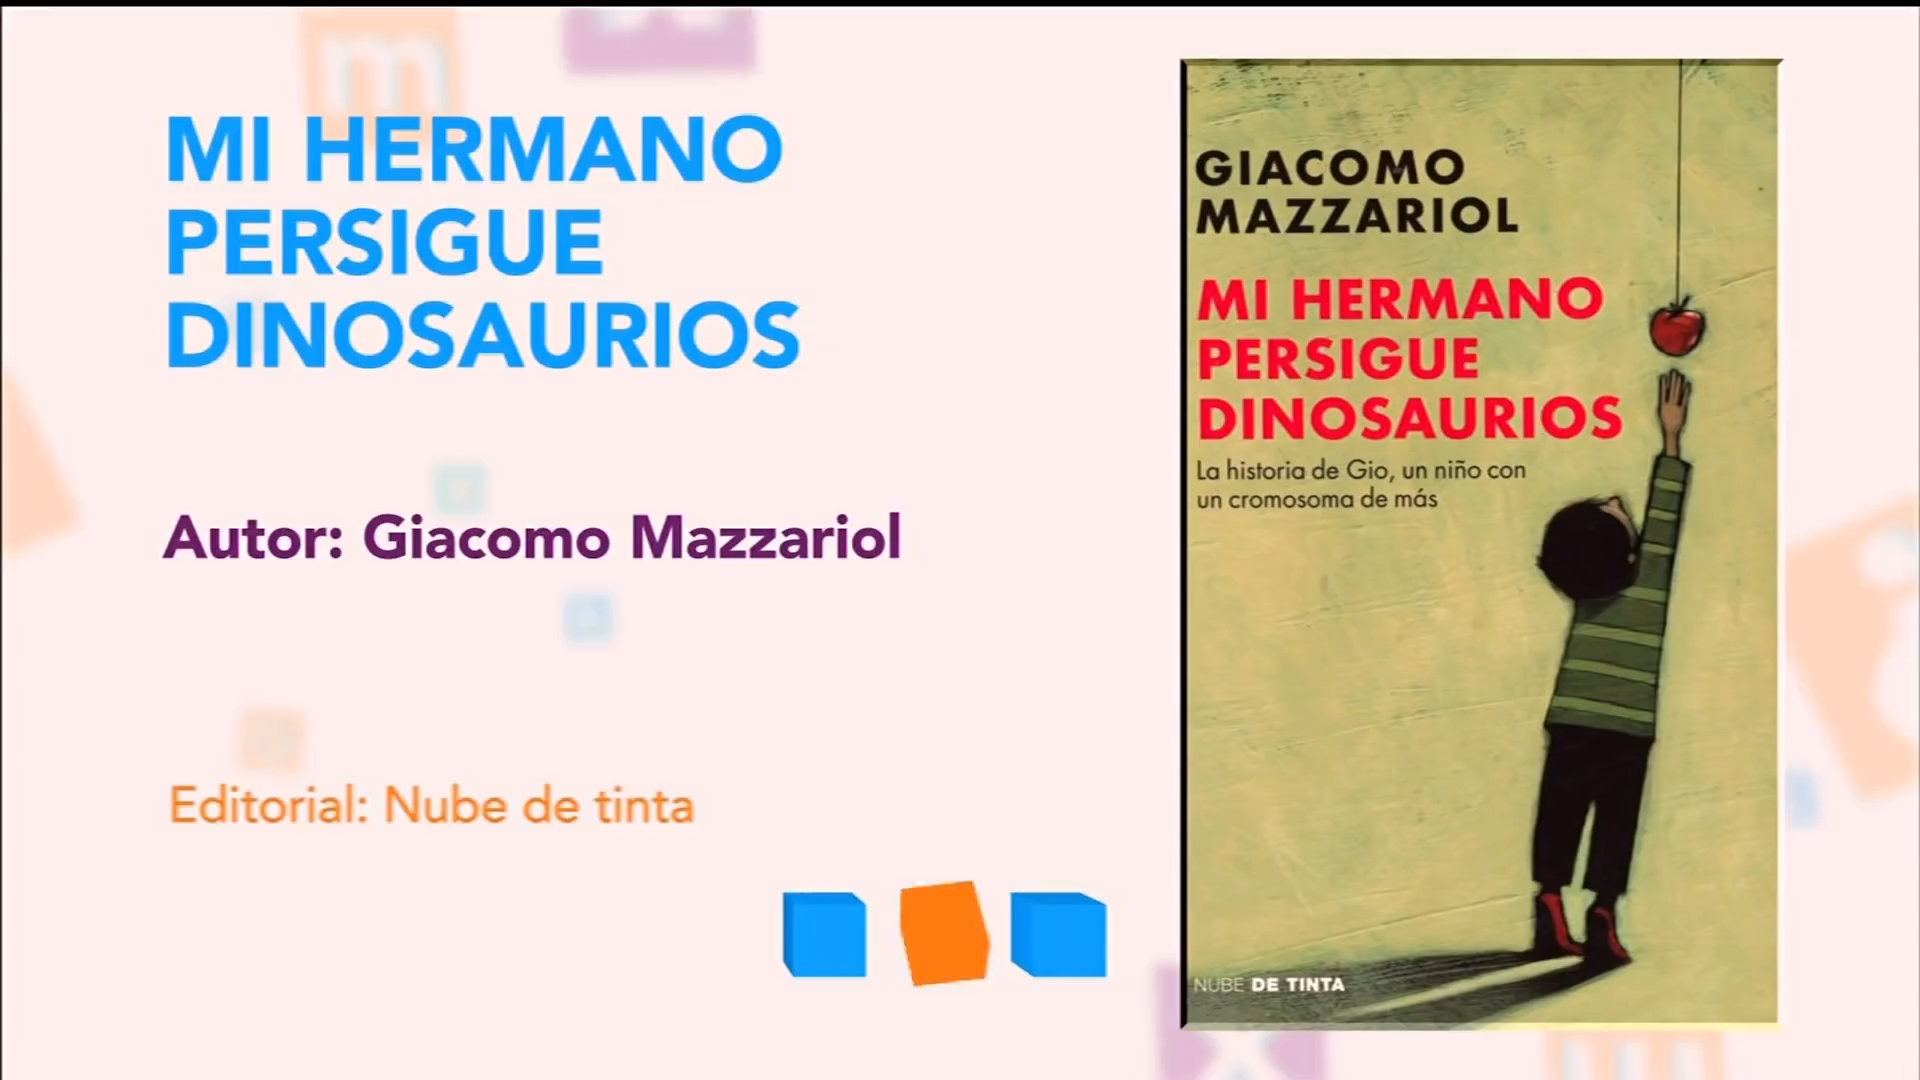 MI HERMANO
PERSIGUE
DINOSAURIOS
Autor: Giacomo Mazzariol
Editorial: Nube de tinta
GIACOMO
MAZZARIOL
MI HERMANO
PERSIGUE
DINOSAURIOS
La historia de Gio, un niño con
un cromosoma de más
NUBE DE TINTA